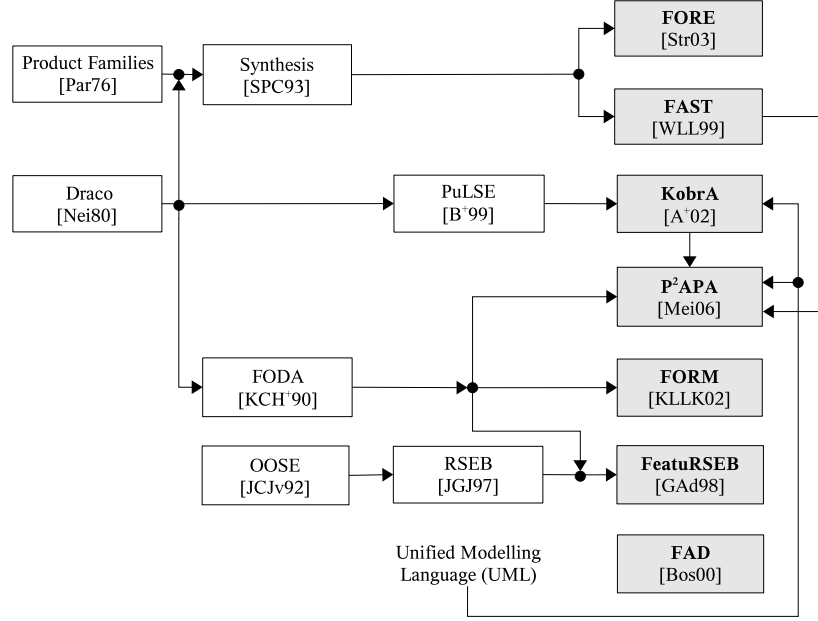 FORE
[Str03]
Product Families
[Par76]
Synthesis
[SPC93]
FAST
[WLL99]
Draco
[Nei80]
PuLSE
[B⁺99]
KobrA
[A⁺02]
P²APA
[Mei06]
FODA
[KCH⁺90]
FORM
[KLLK02]
OOSE
[JCJv92]
RSEB
[JGJ97]
FeatuRSEB
[GAd98]
Unified Modelling
Language (UML)
FAD
[Bos00]